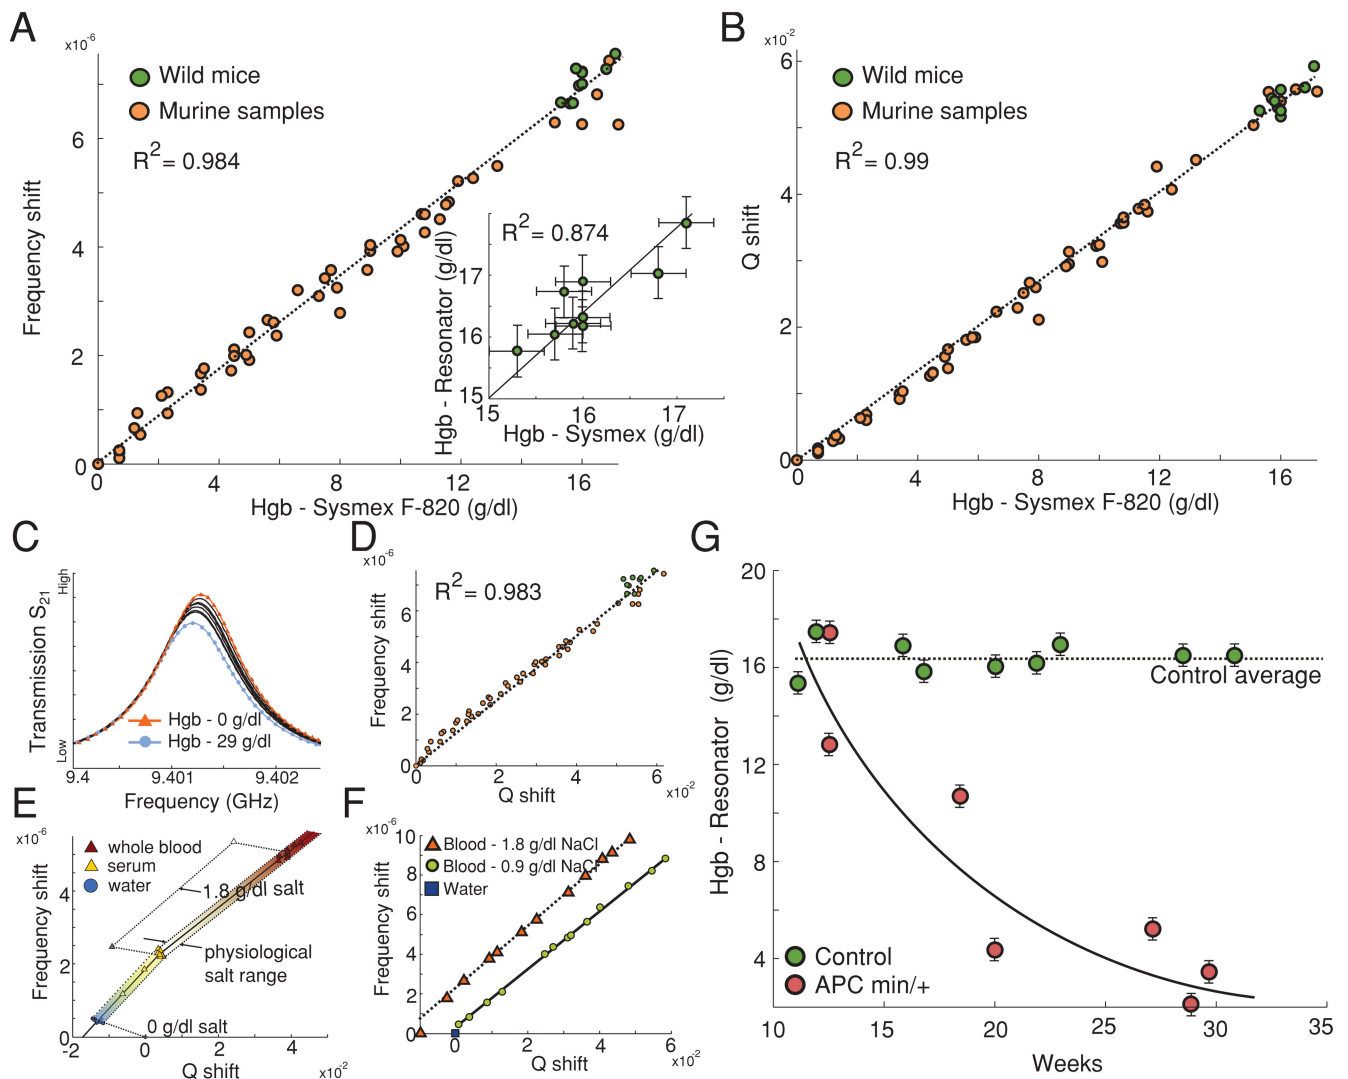 A
x10⁻⁶
Wild mice
Murine samples
R² = 0.984
Frequency shift
6
4
2
0
0 4 8 12 16
Hgb - Sysmex F-820 (g/dl)
R² = 0.874
Hgb - Resonator (g/dl)
17
16
15
15 16 17
Hgb - Sysmex (g/dl)
B
x10⁻²
Wild mice
Murine samples
R² = 0.99
Q shift
6
4
2
0
0 4 8 12 16
Hgb - Sysmex F-820 (g/dl)
C
Transmission S₂₁
High
Low
Hgb - 0 g/dl
Hgb - 29 g/dl
9.4 9.401 9.402
Frequency (GHz)
D
x10⁻⁶
R² = 0.983
Frequency shift
6
4
2
0
0 2 4 6
Q shift
x10⁻²
E
x10⁻⁶
whole blood
serum
water
1.8 g/dl salt
physiological
salt range
0 g/dl salt
Frequency shift
4
2
0
-2 0 2 4
Q shift
x10⁻²
F
x10⁻⁶
Blood - 1.8 g/dl NaCl
Blood - 0.9 g/dl NaCl
Water
Frequency shift
10
8
6
4
2
0
6 0 2 4 6
Q shift
x10⁻²
G
Hgb - Resonator (g/dl)
20
16
12
8
4
Control average
Control
APC min/+
10 15 20 25 30 35
Weeks